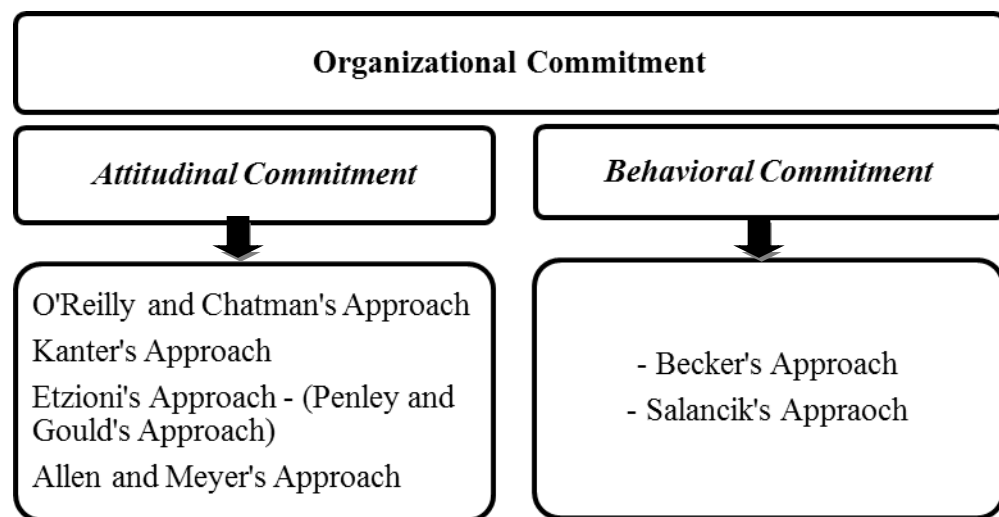 Organizational Commitment
Attitudinal Commitment
Behavioral Commitment
O'Reilly and Chatman's Approach
Kanter's Approach
Etzioni's Approach - (Penley and
Gould's Approach)
Allen and Meyer's Approach
- Becker's Approach
- Salancik's Appraoch